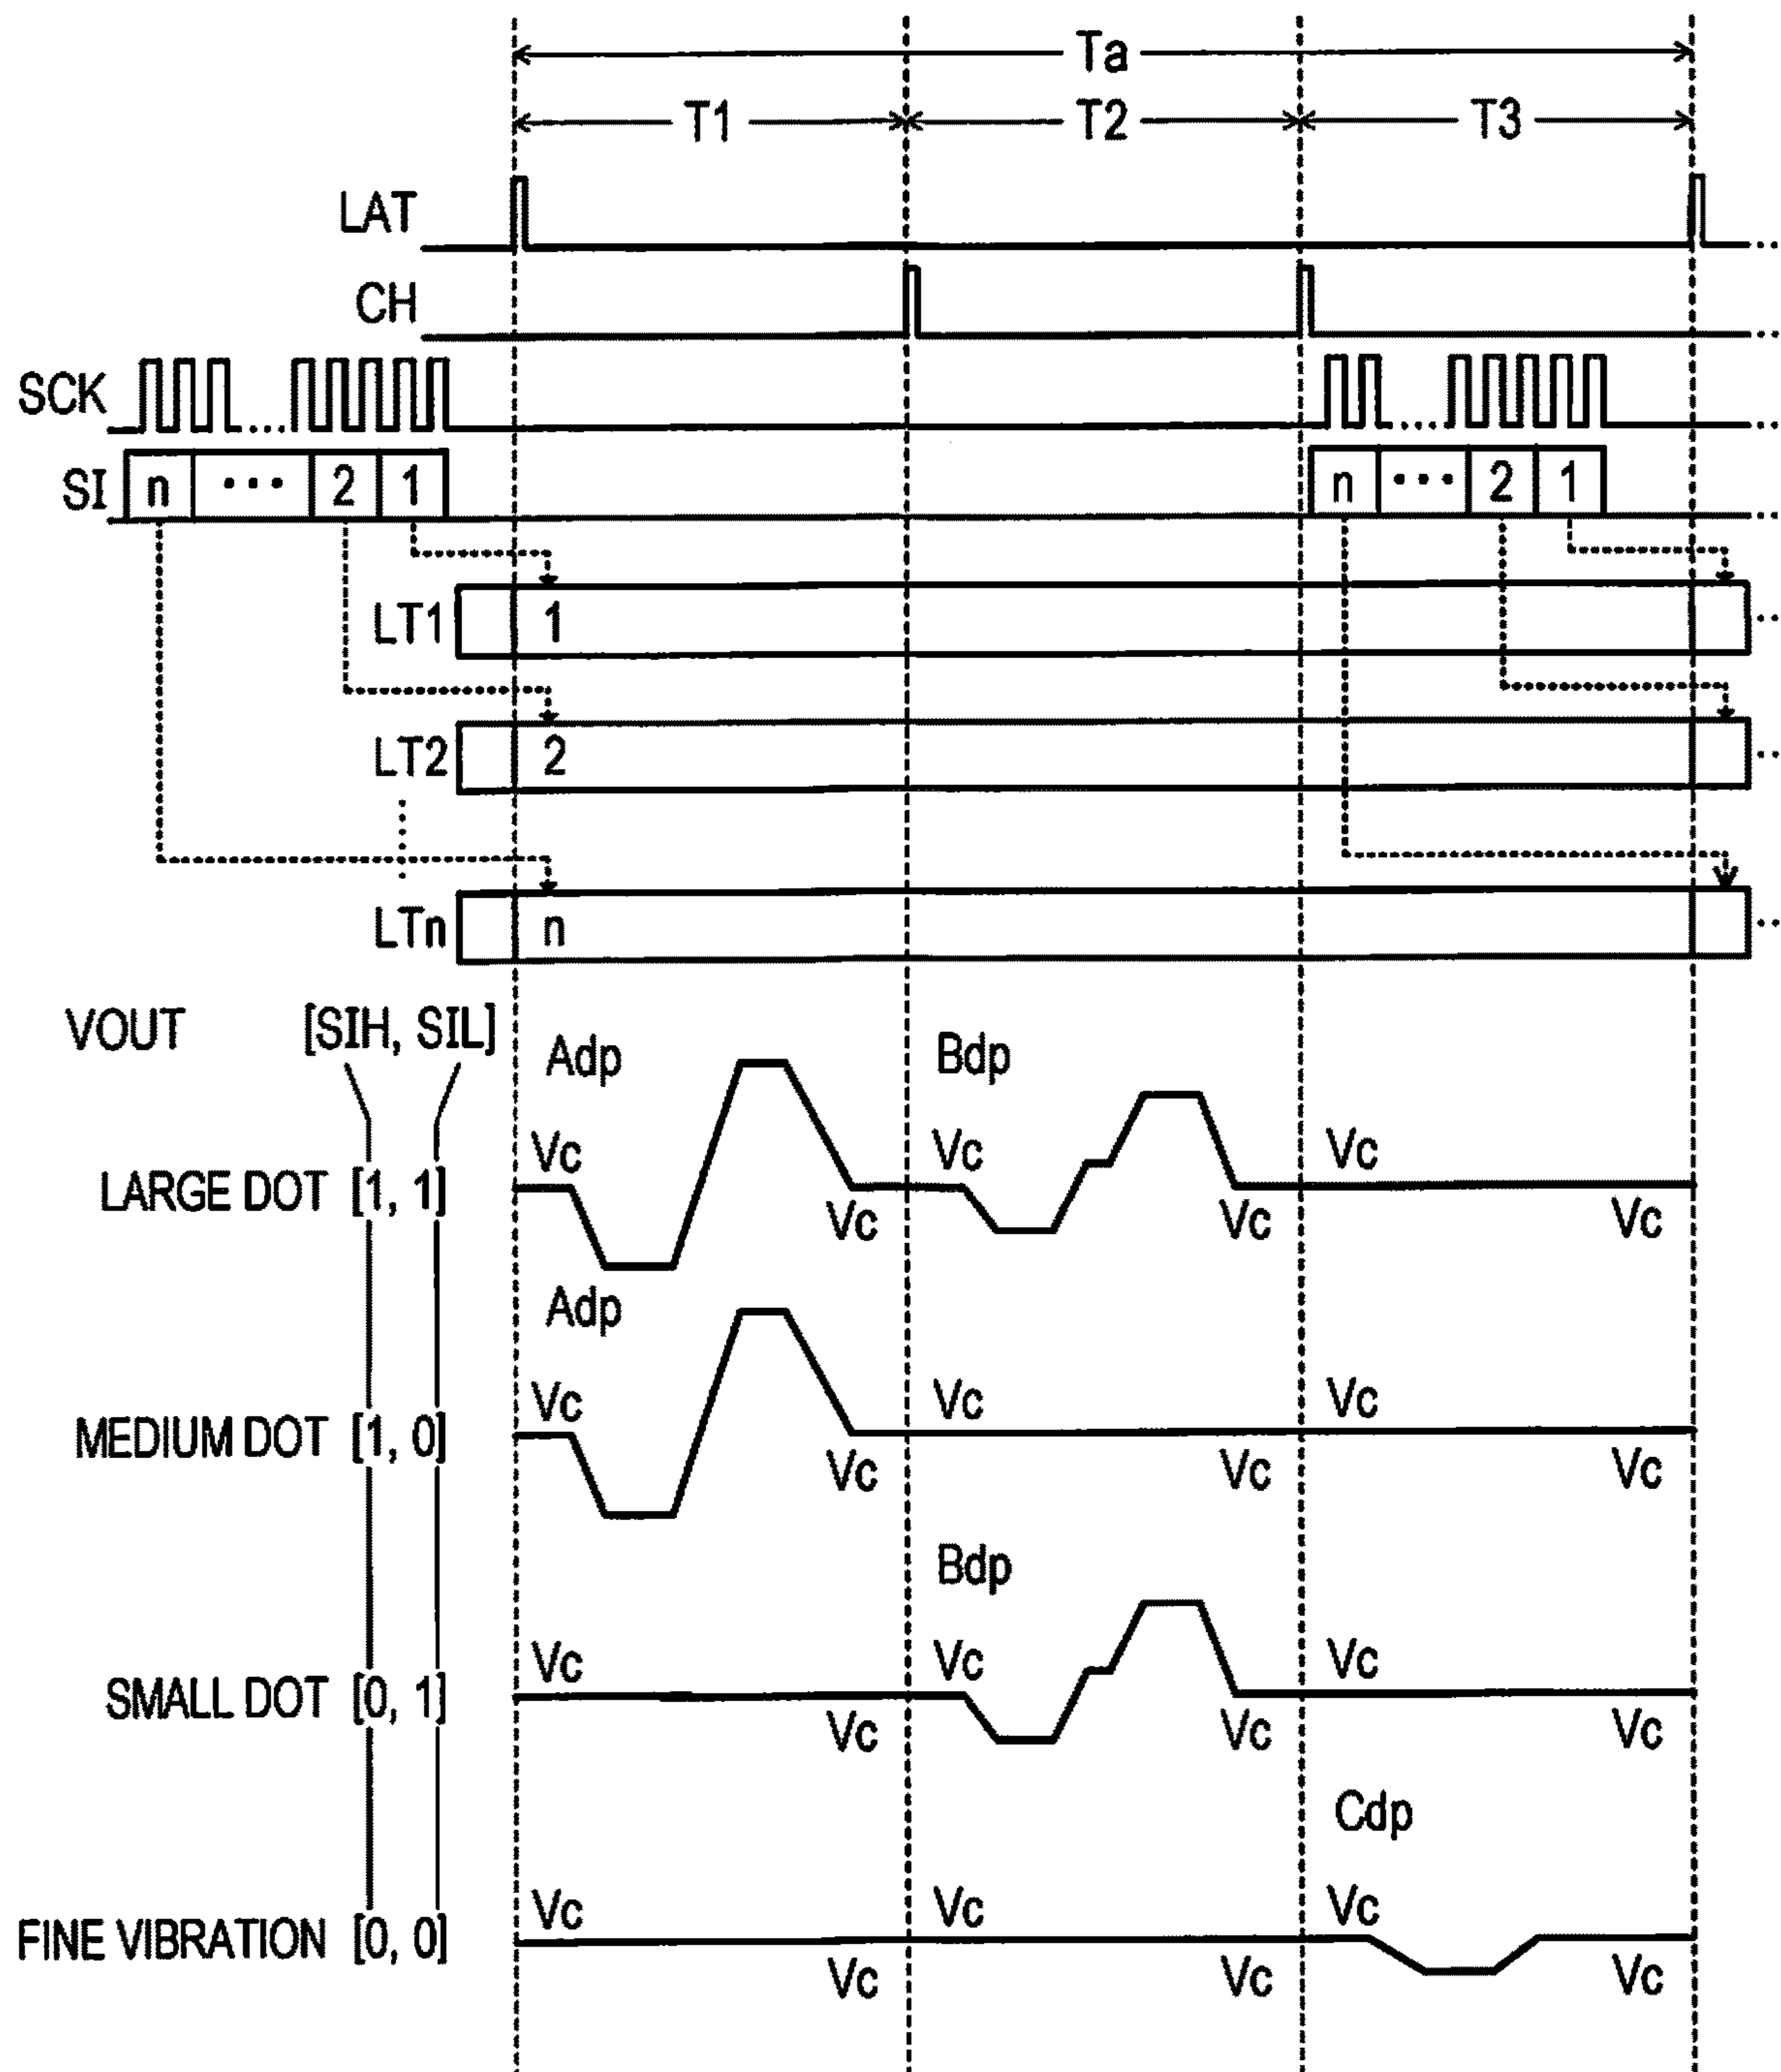 Ta
T1 T2 T3
LAT
CH
SCK
SI n ··· 2 1 n ··· 2 1
LT1 1
LT2 2
LTn n
VOUT [SIH, SIL]
Adp Bdp
Vc Vc Vc
LARGE DOT [1, 1]
Vc Vc Vc
Adp
Vc Vc Vc
MEDIUM DOT [1, 0]
Vc Vc Vc
Bdp
Vc Vc Vc
SMALL DOT [0, 1]
Vc Vc Vc
Cdp
Vc Vc Vc
FINE VIBRATION [0, 0]
Vc Vc Vc